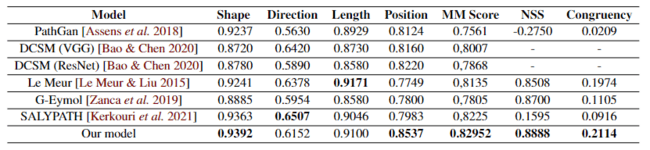 Model Shape Direction Length Position MM Score NSS Congruency
PathGan [Assens et al. 2018] 0.9237 0.5630 0.8929 0.8124 0.7561 -0.2750 0.0209
DCSM (VGG) [Bao & Chen 2020] 0.8720 0.6420 0.8730 0.8160 0,8007 - -
DCSM (ResNet) [Bao & Chen 2020] 0.8780 0.5890 0.8580 0.8220 0,7868 - -
Le Meur [Le Meur & Liu 2015] 0.9241 0.6378 0.9171 0.7749 0,8135 0.8508 0.1974
G-Eymol [Zanca et al. 2019] 0.8885 0.5954 0.8580 0.7800 0,7805 0.8700 0.1105
SALYPATH [Kerkouri et al. 2021] 0.9363 0.6507 0.9046 0.7983 0,8225 0.1595 0.0916
Our model 0.9392 0.6152 0.9100 0.8537 0.82952 0.8888 0.2114